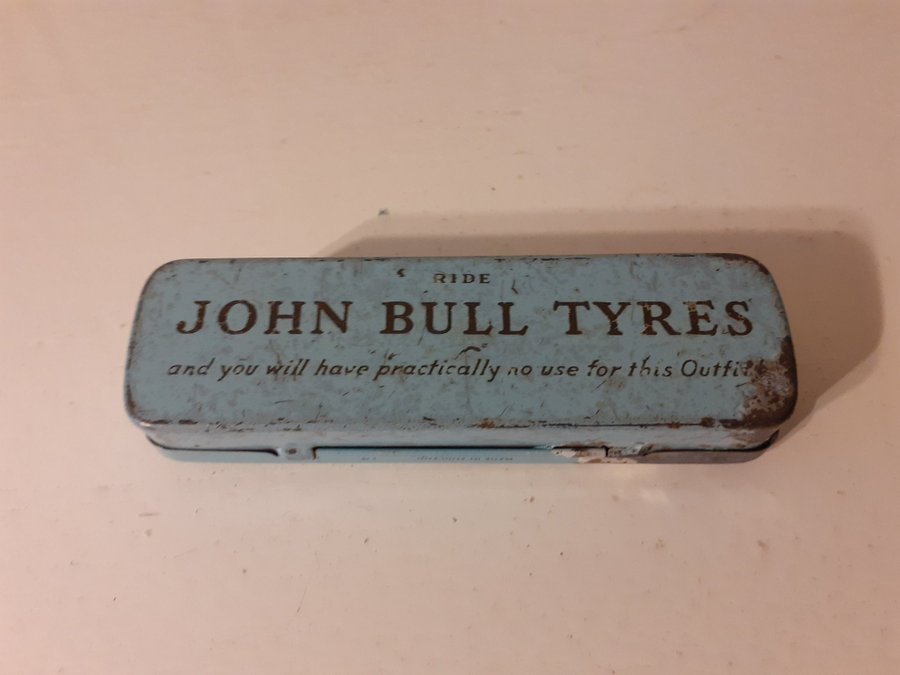 RIDE
JOHN BULL TYRES
and you will have practically no use for this Outfit